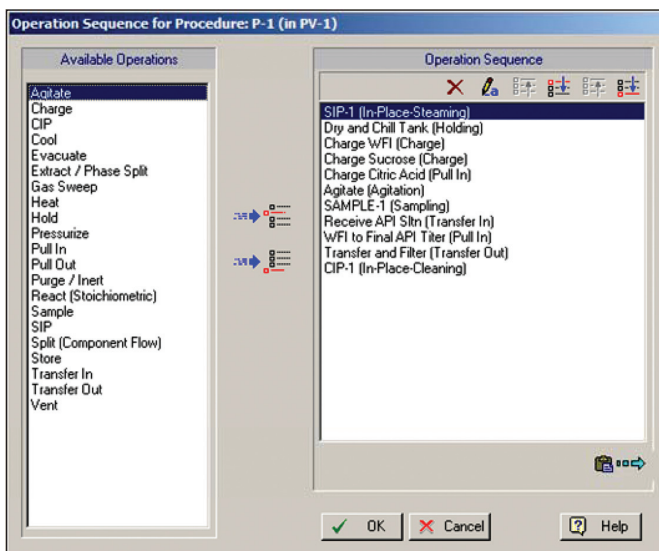 Operation Sequence for Procedure: P-1 (in PV-1)
Available Operations
Agitate
Charge
CIP
Cool
Evacuate
Extract / Phase Split
Gas Sweep
Heat
Hold
Pressurize
Pull In
Pull Out
Purge / Inert
React (Stoichiometric)
Sample
SIP
Split (Component Flow)
Store
Transfer In
Transfer Out
Vent
Operation Sequence
SIP-1 (In-Place-Steaming)
Dry and Chill Tank (Holding)
Charge WFI (Charge)
Charge Sucrose (Charge)
Charge Citric Acid (Pull In)
Agitate (Agitation)
SAMPLE-1 (Sampling)
Receive API Sltn (Transfer In)
WFI to Final API Titer (Pull In)
Transfer and Filter (Transfer Out)
CIP-1 (In-Place-Cleaning)
OK
Cancel
Help